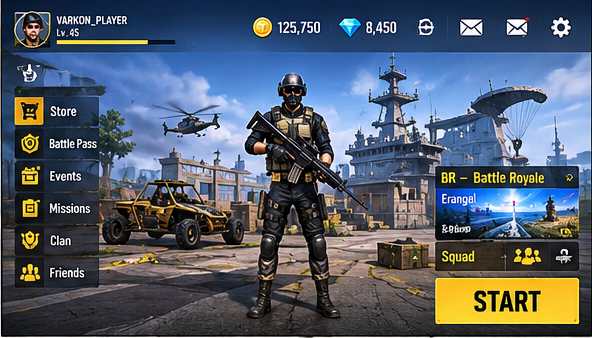 VARKON_PLAYER
Lv. 45
125,750
8,450
Store
Battle Pass
Events
Missions
Clan
Friends
BR – Battle Royale
Erangel
Squad
START